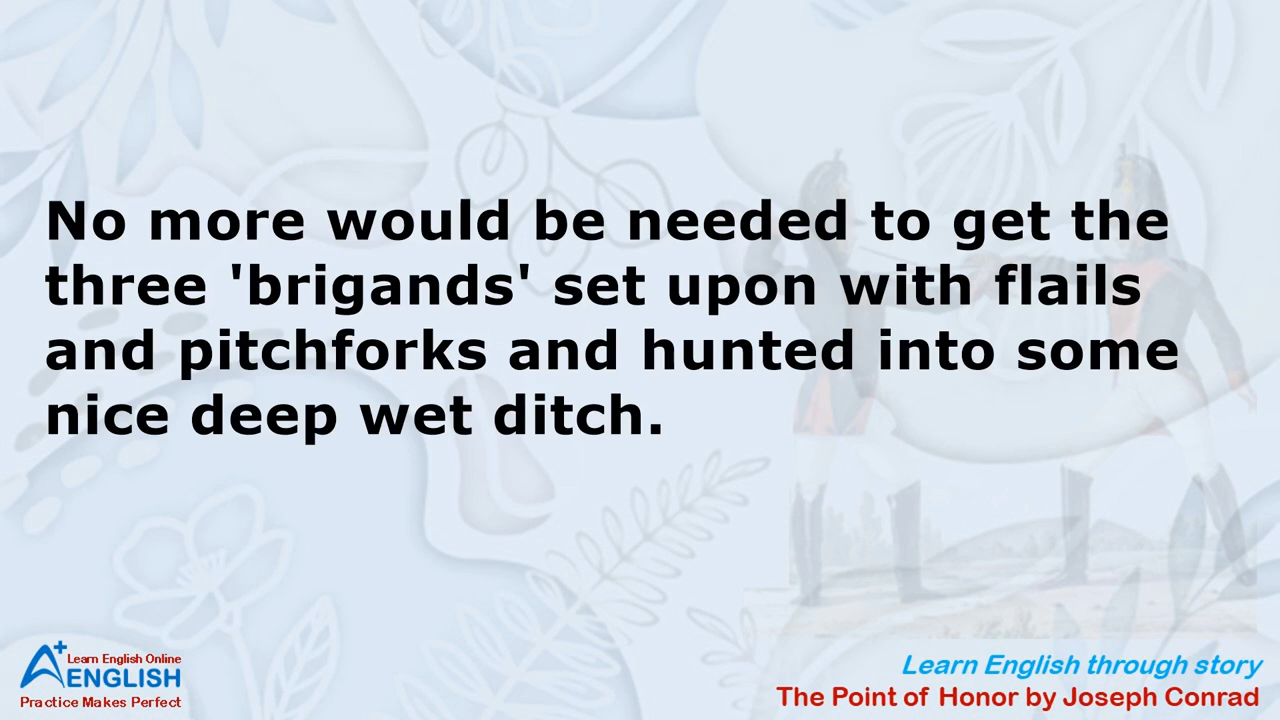 No more would be needed to get the
three 'brigands' set upon with flails
and pitchforks and hunted into some
nice deep wet ditch.
A+
Learn English Online
ENGLISH
Practice Makes Perfect
Learn English through story
The Point of Honor by Joseph Conrad